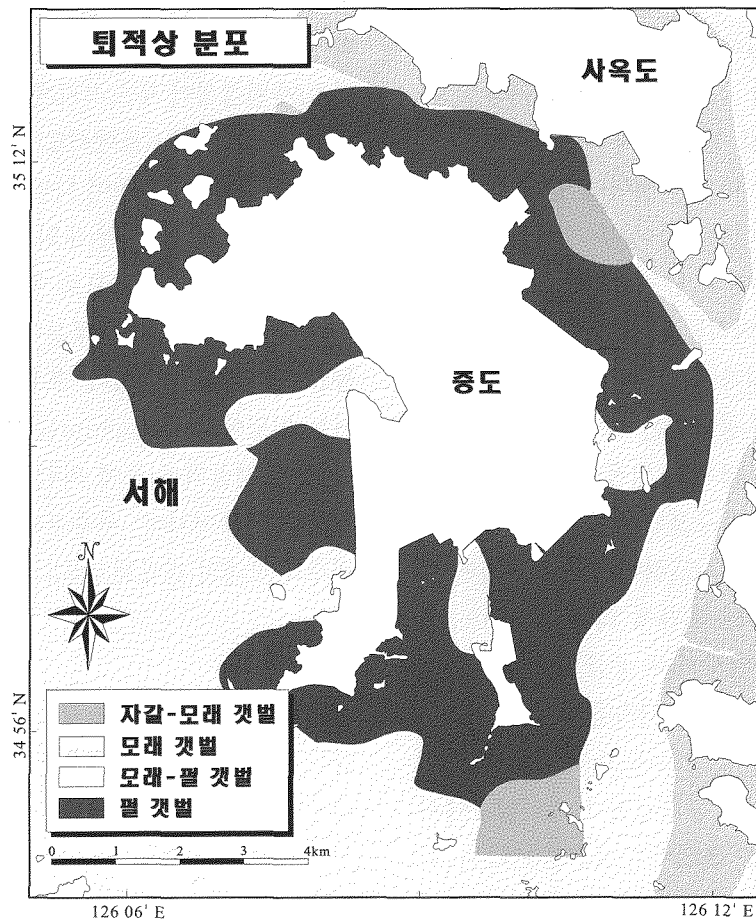 퇴적상 분포
사옥도
35 12' N
증도
서해
N
34 56' N
자갈-모래 갯벌
모래 갯벌
모래-펄 갯벌
펄 갯벌
0 1 2 3 4km
126 06' E
126 12' E